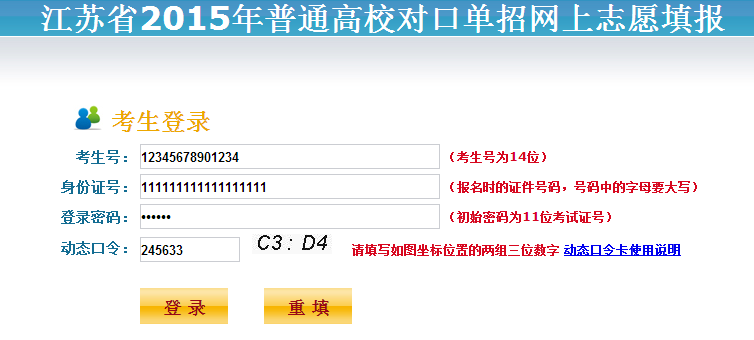 江苏省2015年普通高校对口单招网上志愿填报
考生登录
考生号： 12345678901234 （考生号为14位）
身份证号： 111111111111111111 （报名时的证件号码，号码中的字母要大写）
登录密码： •••••• （初始密码为11位考试证号）
动态口令： 245633 C3 : D4 请填写如图坐标位置的两组三位数字 动态口令卡使用说明
登 录 重 填